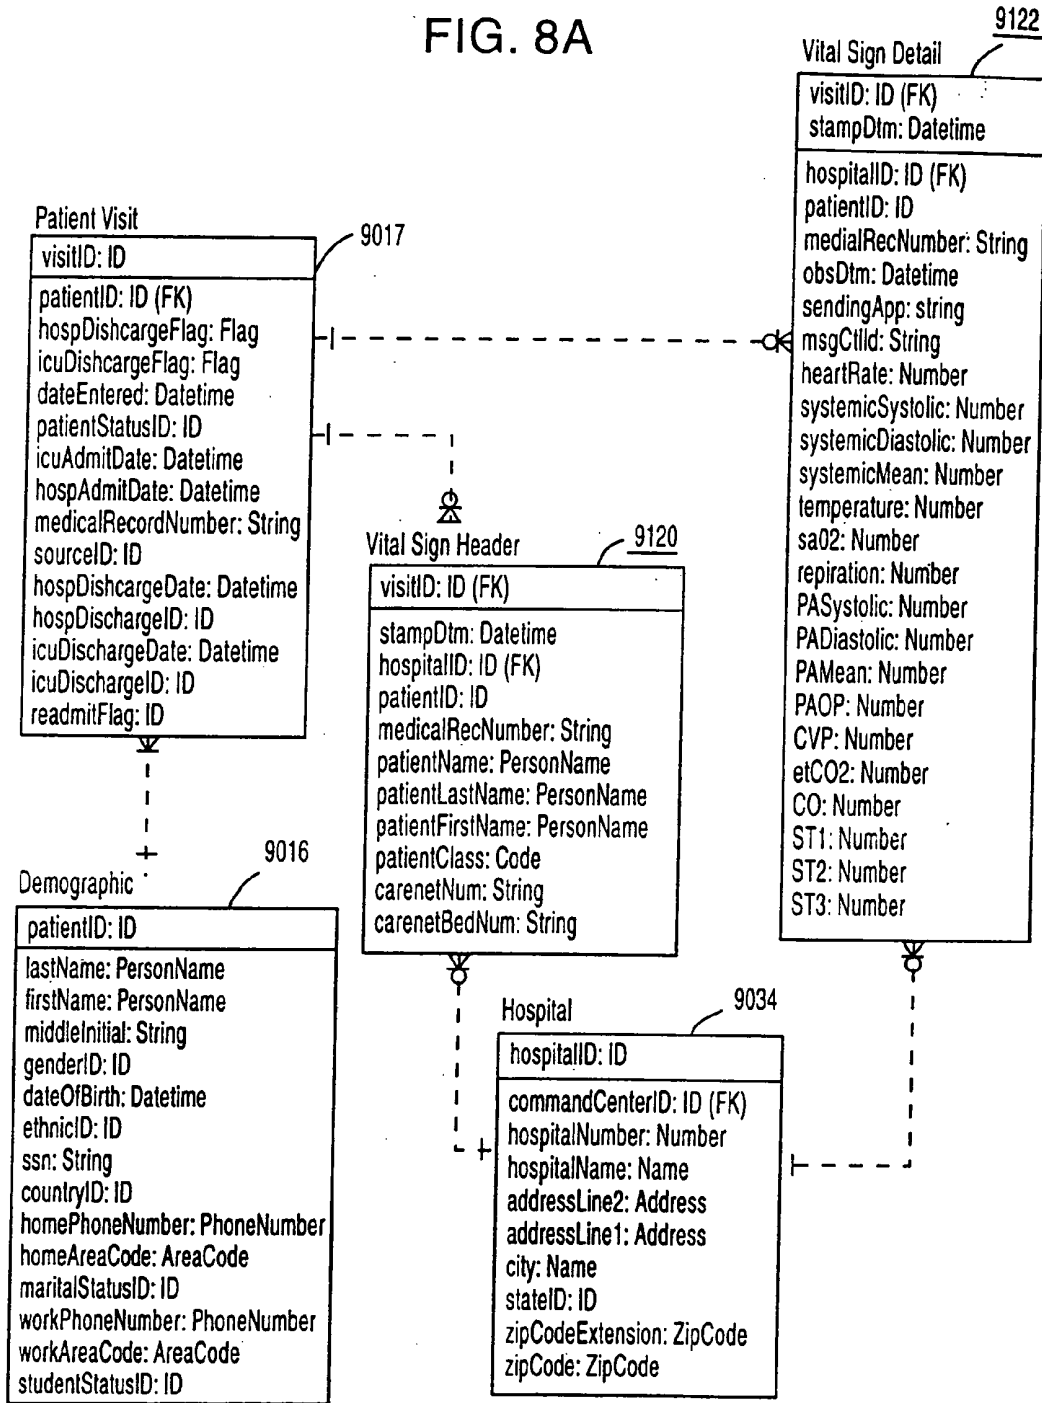 FIG. 8A
9122
Vital Sign Detail
visitID: ID (FK)
stampDtm: Datetime
hospitalID: ID (FK)
patientID: ID
medialRecNumber: String
obsDtm: Datetime
sendingApp: string
msgCtlId: String
heartRate: Number
systemicSystolic: Number
systemicDiastolic: Number
systemicMean: Number
temperature: Number
sa02: Number
repiration: Number
PASystolic: Number
PADiastolic: Number
PAMean: Number
PAOP: Number
CVP: Number
etCO2: Number
CO: Number
ST1: Number
ST2: Number
ST3: Number
Patient Visit
9017
visitID: ID
patientID: ID (FK)
hospDishcargeFlag: Flag
icuDishcargeFlag: Flag
dateEntered: Datetime
patientStatusID: ID
icuAdmitDate: Datetime
hospAdmitDate: Datetime
medicalRecordNumber: String
sourceID: ID
hospDishcargeDate: Datetime
hospDischargeID: ID
icuDischargeDate: Datetime
icuDischargeID: ID
readmitFlag: ID
Vital Sign Header
9120
visitID: ID (FK)
stampDtm: Datetime
hospitalID: ID (FK)
patientID: ID
medicalRecNumber: String
patientName: PersonName
patientLastName: PersonName
patientFirstName: PersonName
patientClass: Code
carenetNum: String
carenetBedNum: String
Demographic
9016
patientID: ID
lastName: PersonName
firstName: PersonName
middleInitial: String
genderID: ID
dateOfBirth: Datetime
ethnicID: ID
ssn: String
countryID: ID
homePhoneNumber: PhoneNumber
homeAreaCode: AreaCode
maritalStatusID: ID
workPhoneNumber: PhoneNumber
workAreaCode: AreaCode
studentStatusID: ID
Hospital
9034
hospitalID: ID
commandCenterID: ID (FK)
hospitalNumber: Number
hospitalName: Name
addressLine2: Address
addressLine1: Address
city: Name
stateID: ID
zipCodeExtension: ZipCode
zipCode: ZipCode